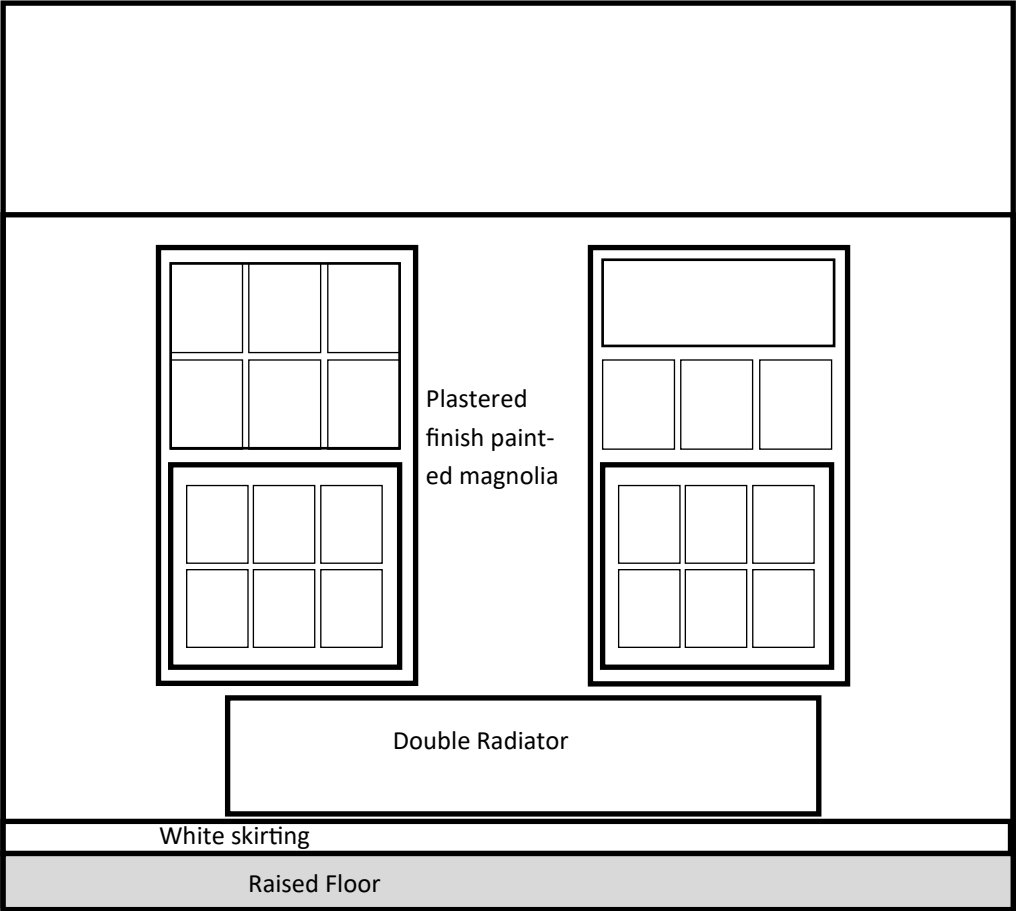 Plastered
finish paint-
ed magnolia
Double Radiator
White skirting
Raised Floor